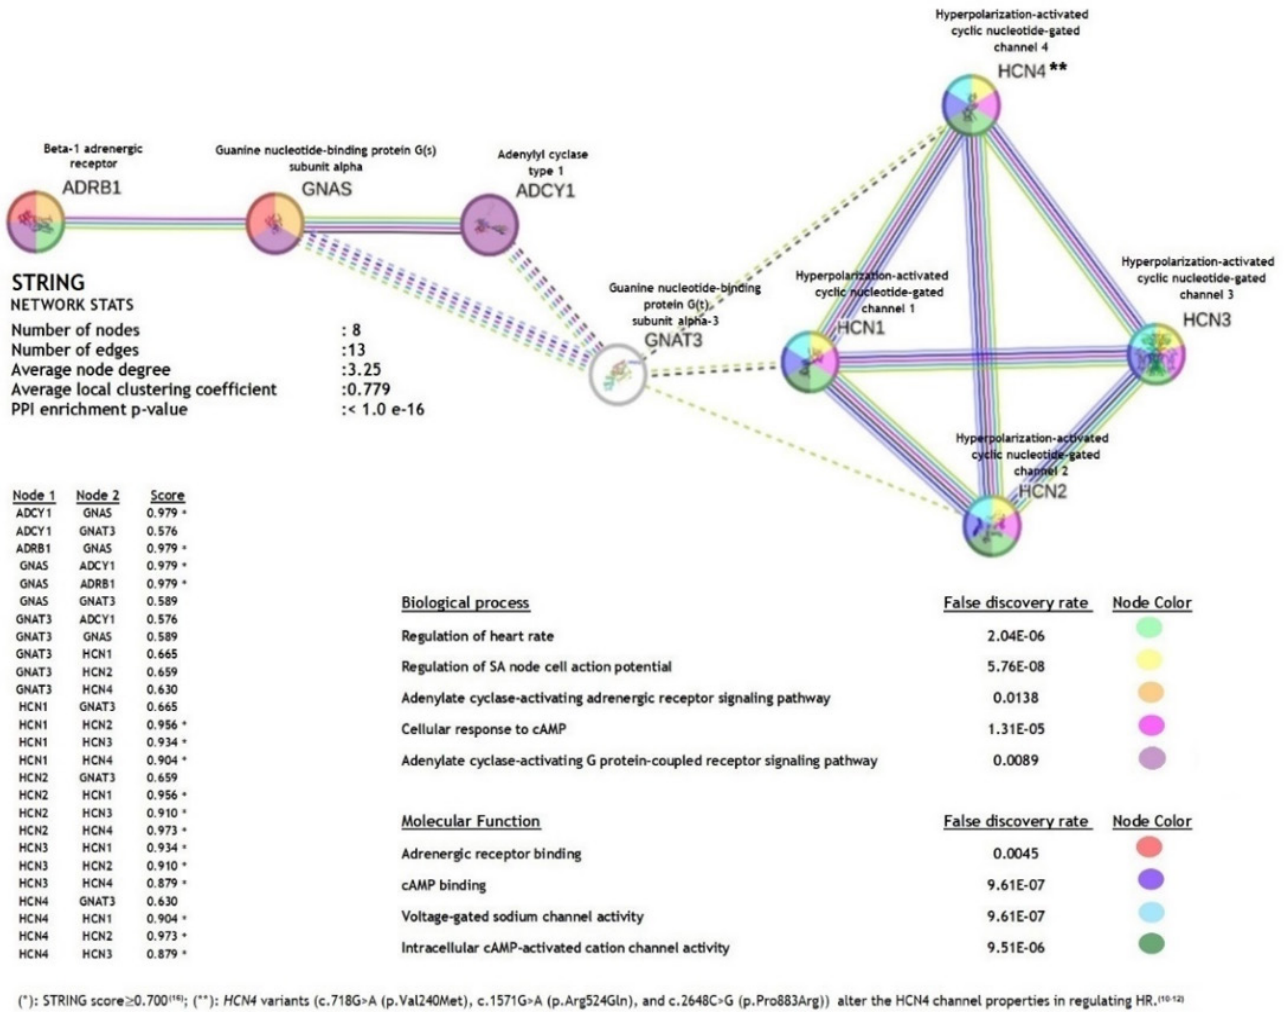 Hyperpolarization-activated
cyclic nucleotide-gated
channel 4
HCN4**
Beta-1 adrenergic
receptor
ADRB1
Guanine nucleotide-binding protein G(s)
subunit alpha
GNAS
Adenylyl cyclase
type 1
ADCY1
Guanine nucleotide-binding
protein G(t)
subunit alpha-3
GNAT3
Hyperpolarization-activated
cyclic nucleotide-gated
channel 1
HCN1
Hyperpolarization-activated
cyclic nucleotide-gated
channel 3
HCN3
Hyperpolarization-activated
cyclic nucleotide-gated
channel 2
HCN2
STRING
NETWORK STATS
Number of nodes : 8
Number of edges :13
Average node degree :3.25
Average local clustering coefficient :0.779
PPI enrichment p-value :< 1.0 e-16
Node 1 Node 2 Score
ADCY1 GNAS 0.979 *
ADCY1 GNAT3 0.576
ADRB1 GNAS 0.979 *
GNAS ADCY1 0.979 *
GNAS ADRB1 0.979 *
GNAS GNAT3 0.589
GNAT3 ADCY1 0.576
GNAT3 GNAS 0.589
GNAT3 HCN1 0.665
GNAT3 HCN2 0.659
GNAT3 HCN4 0.630
HCN1 GNAT3 0.665
HCN1 HCN2 0.956 *
HCN1 HCN3 0.934 *
HCN1 HCN4 0.904 *
HCN2 GNAT3 0.659
HCN2 HCN1 0.956 *
HCN2 HCN3 0.910 *
HCN2 HCN4 0.973 *
HCN3 HCN1 0.934 *
HCN3 HCN2 0.910 *
HCN3 HCN4 0.879 *
HCN4 GNAT3 0.630
HCN4 HCN1 0.904 *
HCN4 HCN2 0.973 *
HCN4 HCN3 0.879 *
Biological process False discovery rate Node Color
Regulation of heart rate 2.04E-06
Regulation of SA node cell action potential 5.76E-08
Adenylate cyclase-activating adrenergic receptor signaling pathway 0.0138
Cellular response to cAMP 1.31E-05
Adenylate cyclase-activating G protein-coupled receptor signaling pathway 0.0089
Molecular Function False discovery rate Node Color
Adrenergic receptor binding 0.0045
cAMP binding 9.61E-07
Voltage-gated sodium channel activity 9.61E-07
Intracellular cAMP-activated cation channel activity 9.51E-06
(*): STRING score≥0.700(16); (**): HCN4 variants (c.718G>A (p.Val240Met), c.1571G>A (p.Arg524Gln), and c.2648C>G (p.Pro883Arg)) alter the HCN4 channel properties in regulating HR.(10-12)